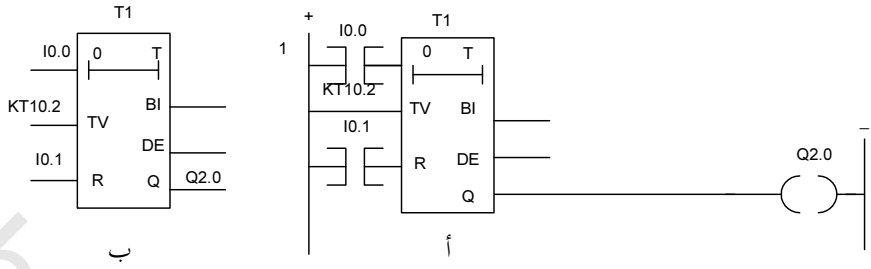 T1
I0.0
0 T
KT10.2
TV
BI
I0.1
DE
R
Q
Q2.0
ب
+
T1
1
I0.0
0 T
KT10.2
TV BI
I0.1
R
DE
Q
Q2.0
–
أ